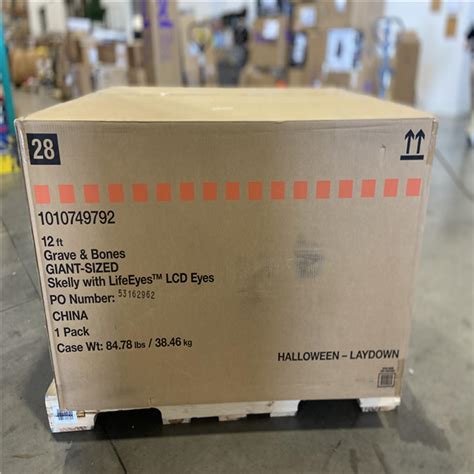 28
1010749792
12 ft
Grave & Bones
GIANT-SIZED
Skelly with LifeEyes™ LCD Eyes
PO Number: 53162962
CHINA
1 Pack
Case Wt: 84.78 lbs / 38.46 kg
HALLOWEEN – LAYDOWN